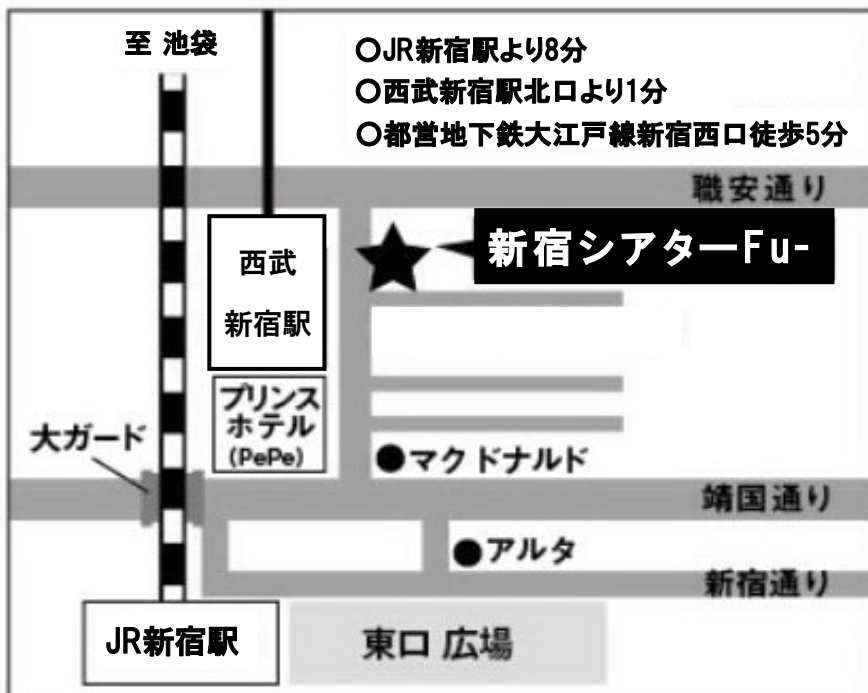 至 池袋
○JR新宿駅より8分
○西武新宿駅北口より1分
○都営地下鉄大江戸線新宿西口徒歩5分
職安通り
新宿シアターFu-
西武
新宿駅
プリンス
ホテル
(PePe)
大ガード
●マクドナルド
靖国通り
●アルタ
新宿通り
JR新宿駅
東口 広場